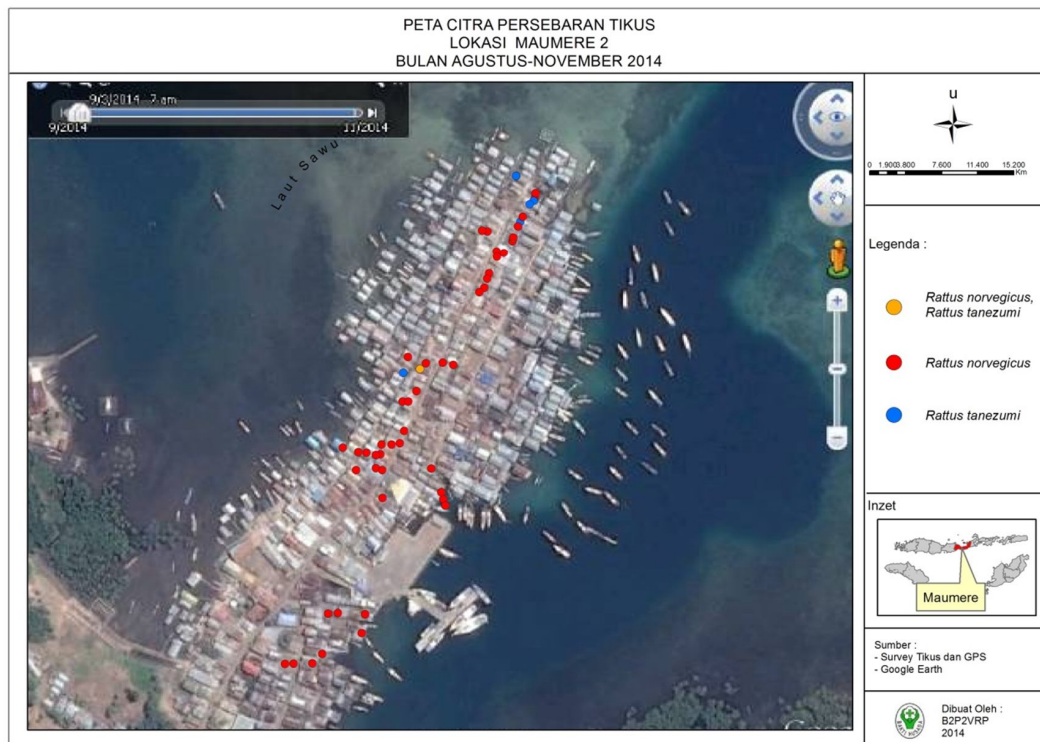 PETA CITRA PERSEBARAN TIKUS
LOKASI MAUMERE 2
BULAN AGUSTUS-NOVEMBER 2014
9/3/2014 7 am
9/2014 11/2014
Laut Sawu
u
0 1.900 3.800 7.600 11.400 15.200
Km
Legenda :
Rattus norvegicus,
Rattus tanezumi
Rattus norvegicus
Rattus tanezumi
Inzet
Maumere
Sumber :
- Survey Tikus dan GPS
- Google Earth
BAKTI HUSADA
Dibuat Oleh :
B2P2VRP
2014